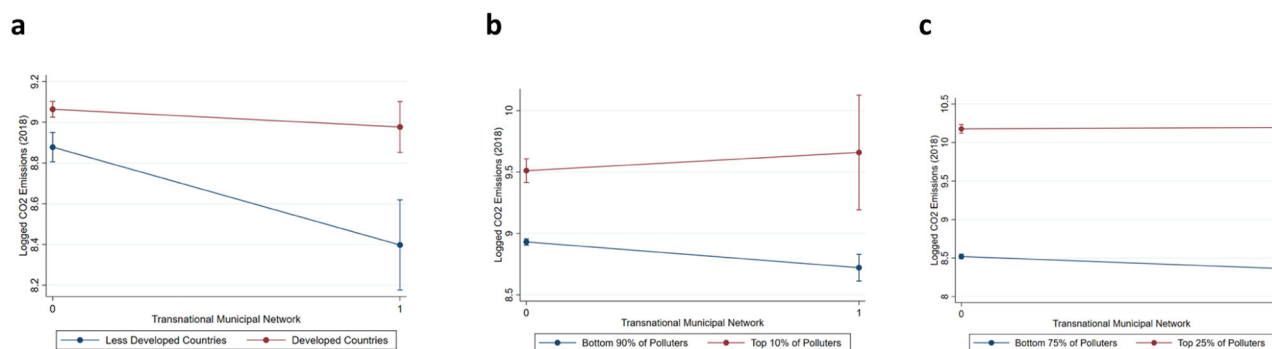 a
b
c
9.2
9
8.8
8.6
8.4
8.2
Logged CO2 Emissions (2018)
0
1
Transnational Municipal Network
Less Developed Countries
Developed Countries
10
9.5
9
8.5
Logged CO2 Emissions (2018)
0
1
Transnational Municipal Network
Bottom 90% of Polluters
Top 10% of Polluters
10.5
10
9.5
9
8.5
8
Logged CO2 Emissions (2018)
0
Transnational Municipal Network
Bottom 75% of Polluters
Top 25% of Polluters